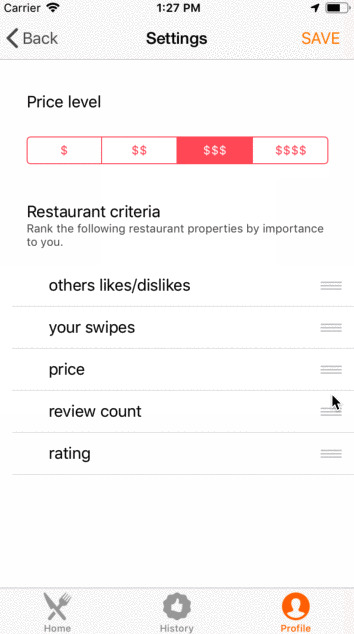 Carrier 1:27 PM
Back Settings SAVE
Price level
$ $$ $$$ $$$$
Restaurant criteria
Rank the following restaurant properties by importance
to you.
others likes/dislikes
your swipes
price
review count
rating
Home History Profile